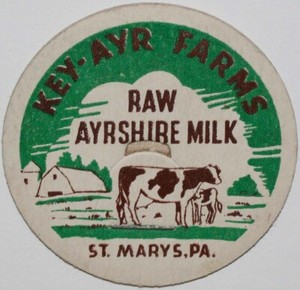 KEY-AYR FARMS
RAW
AYRSHIRE MILK
ST. MARYS, PA.